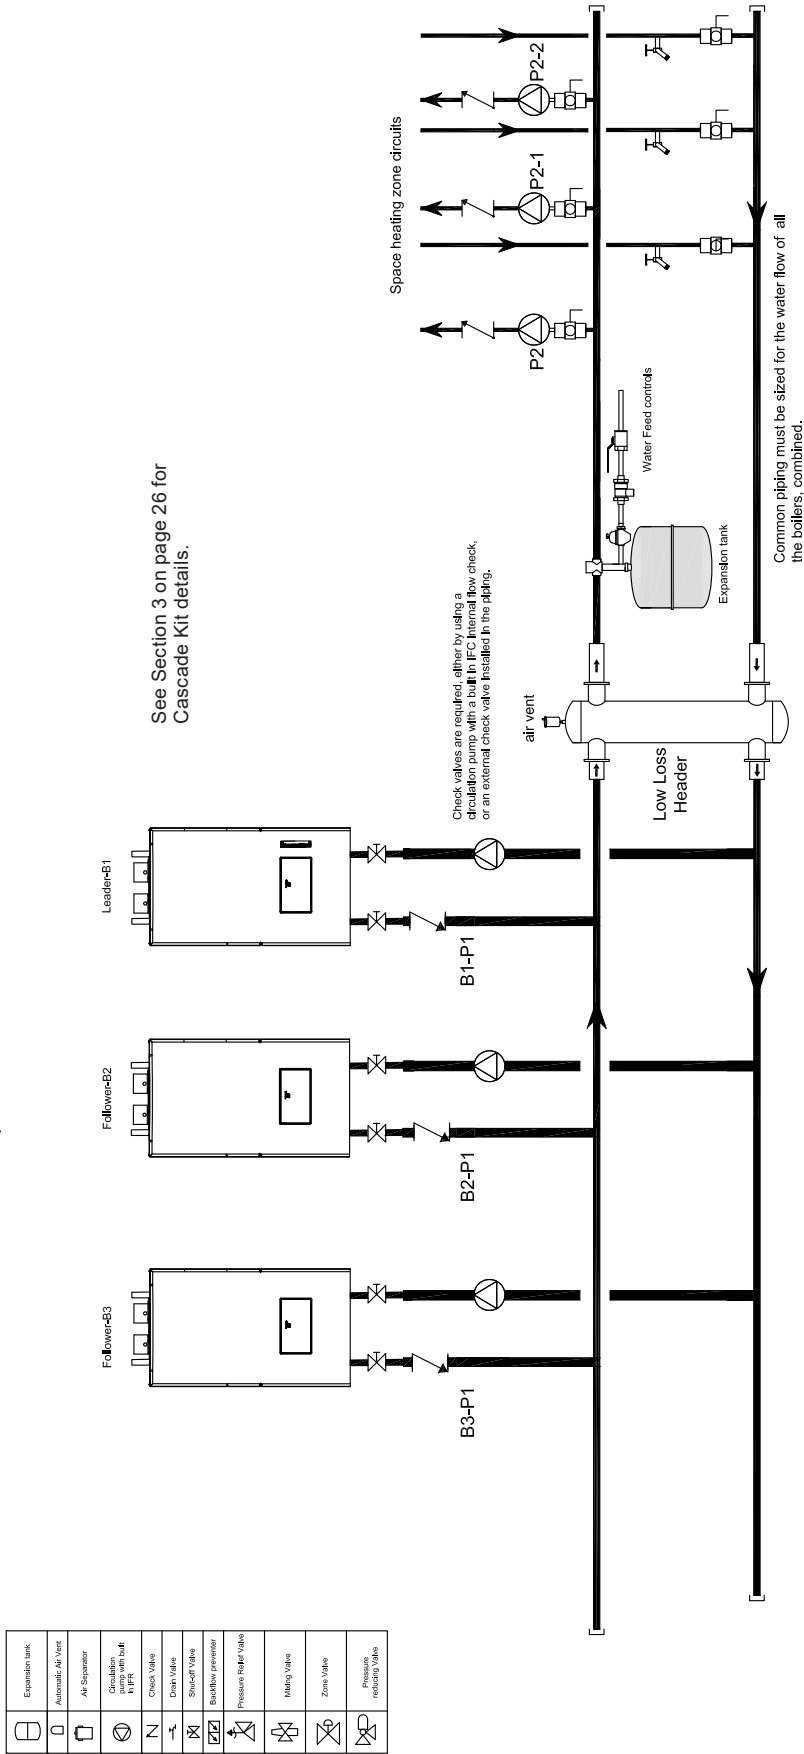 Space heating zone circuits
P2-2
P2-1
P2
See Section 3 on page 26 for
Cascade Kit details.
Common piping must be sized for the water flow of all
the boilers, combined.
Water Feed controls
Expansion tank
Check valves are required, either by using a
circulation pump with a built in IFC internal flow check,
or an external check valve installed in the piping.
air vent
Low Loss
Header
Leader-B1
B1-P1
Follower-B2
B2-P1
Follower-B3
B3-P1
Expansion tank
Automatic Air Vent
Air Separator
Circulation
pump with built
in IFR
Check Valve
Drain Valve
Shut-off Valve
Backflow preventer
Pressure Relief Valve
Mixing Valve
Zone Valve
Pressure
reducing Valve